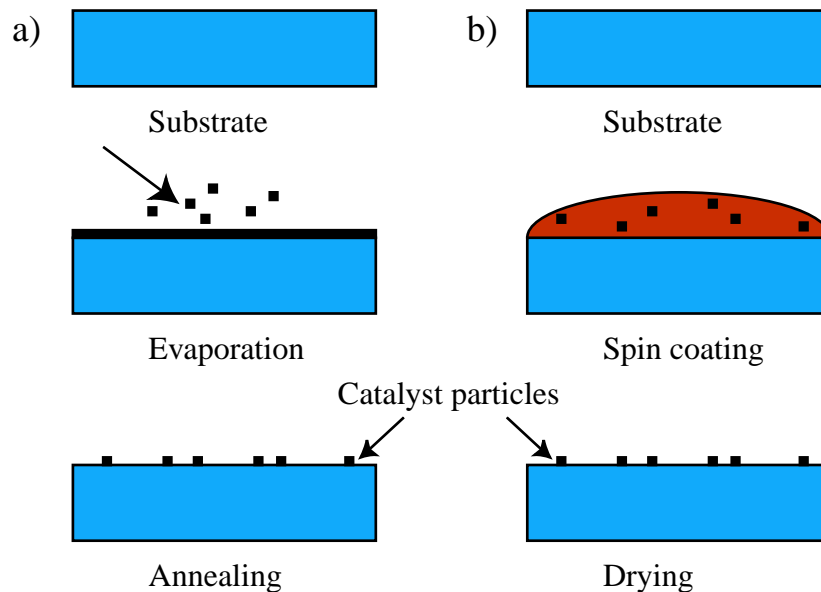 a)
b)
Substrate
Substrate
Evaporation
Spin coating
Catalyst particles
Annealing
Drying